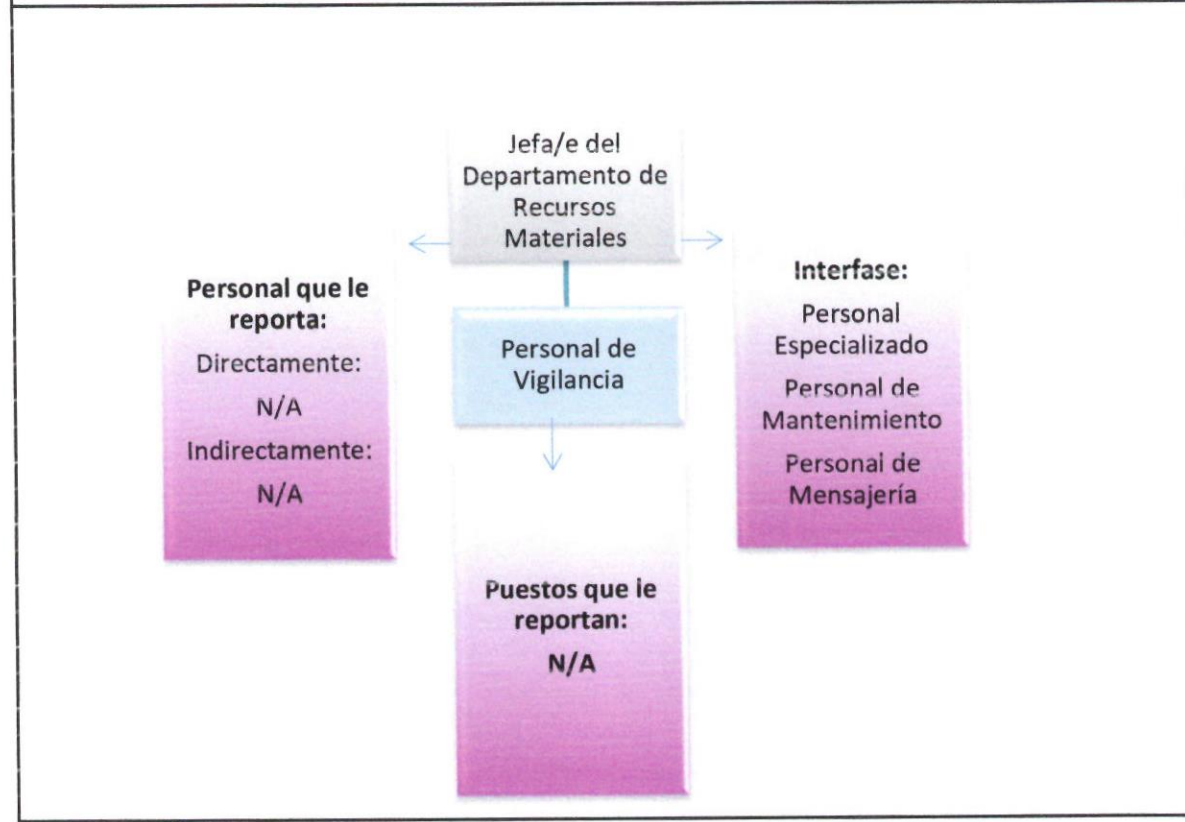 Jefa/e del
Departamento de
Recursos
Materiales
Personal que le
reporta:
Directamente:
N/A
Indirectamente:
N/A
Personal de
Vigilancia
Interfase:
Personal
Especializado
Personal de
Mantenimiento
Personal de
Mensajería
Puestos que le
reportan:
N/A